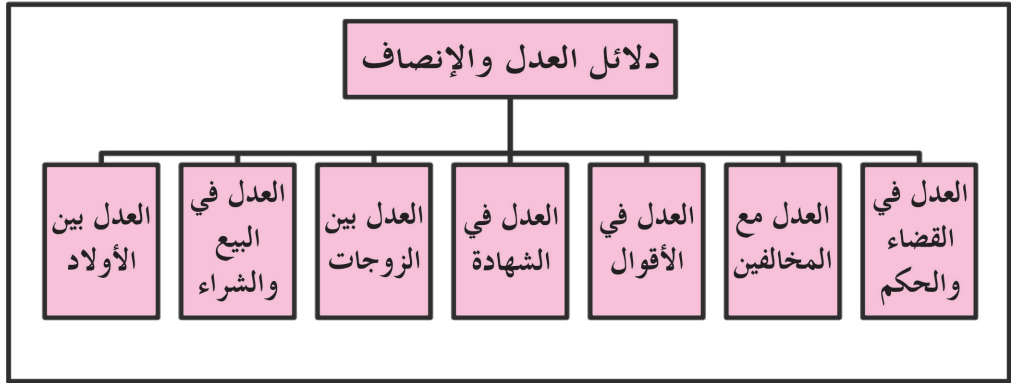 دلائل العدل والإنصاف
العدل في
القضاء
والحكم
العدل مع
المخالفين
العدل في
الأقوال
العدل في
الشهادة
العدل بين
الزوجات
العدل في
البيع
والشراء
العدل بين
الأولاد